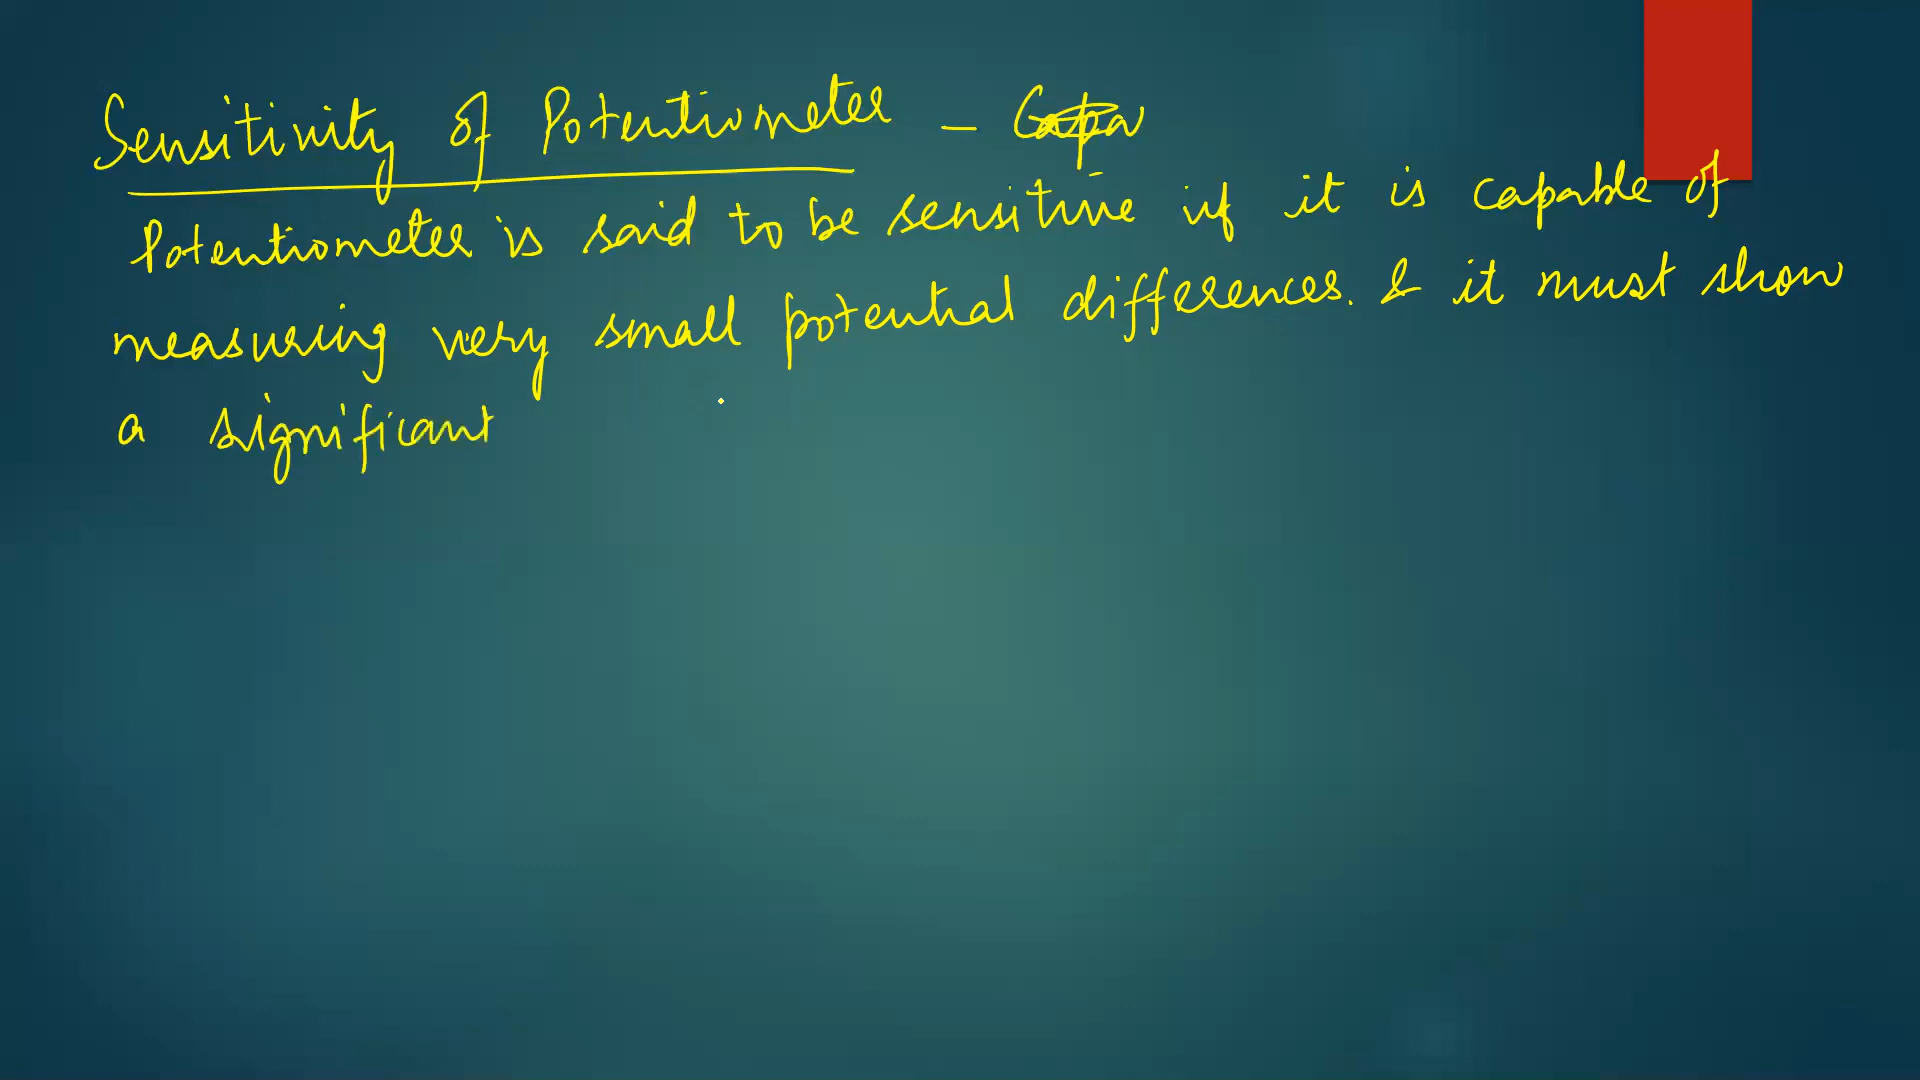 Sensitivity of Potentiometer -
Potentiometer is said to be sensitive if it is capable of
measuring very small potential differences. & it must show
a significant